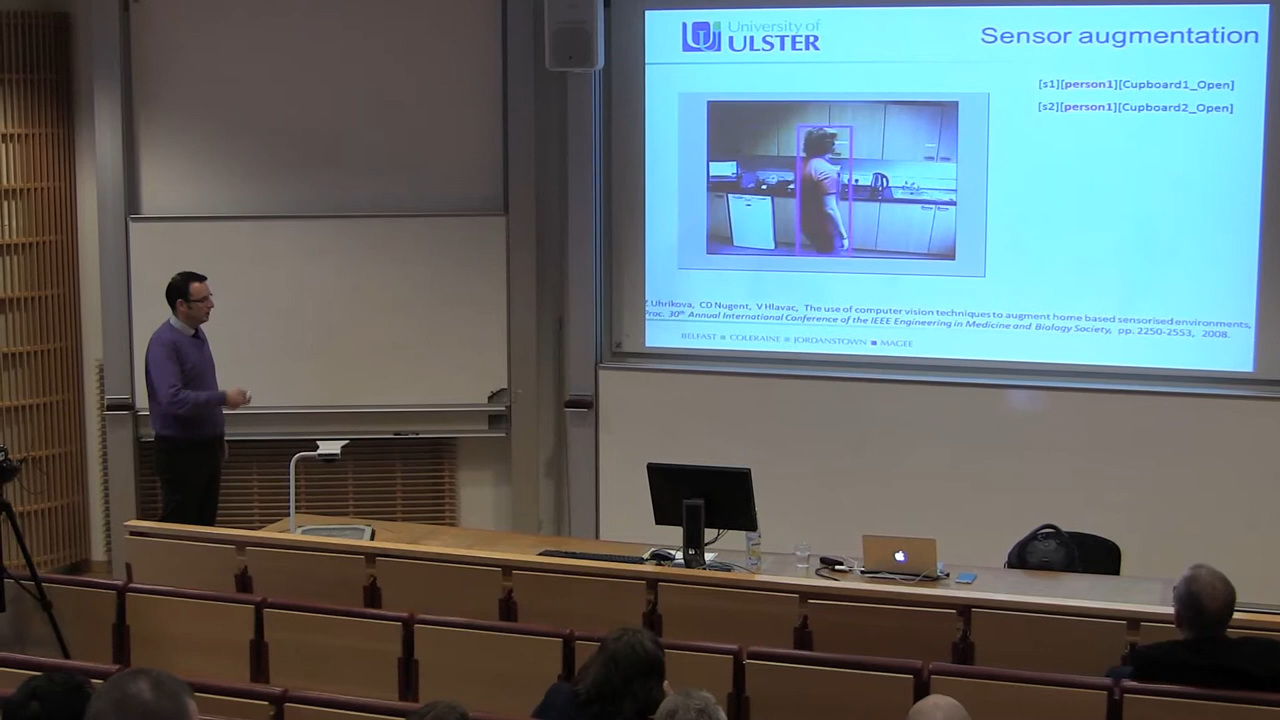 University of
ULSTER
Sensor augmentation
[s1][person1][Cupboard1_Open]
[s2][person1][Cupboard2_Open]
Uhrikova, CD Nugent, V Hlavac, The use of computer vision techniques to augment home based sensorised environments,
Proc. 30th Annual International Conference of the IEEE Engineering in Medicine and Biology Society, pp. 2250-2553, 2008.
BELFAST ■ COLERAINE ■ JORDANSTOWN ■ MAGEE